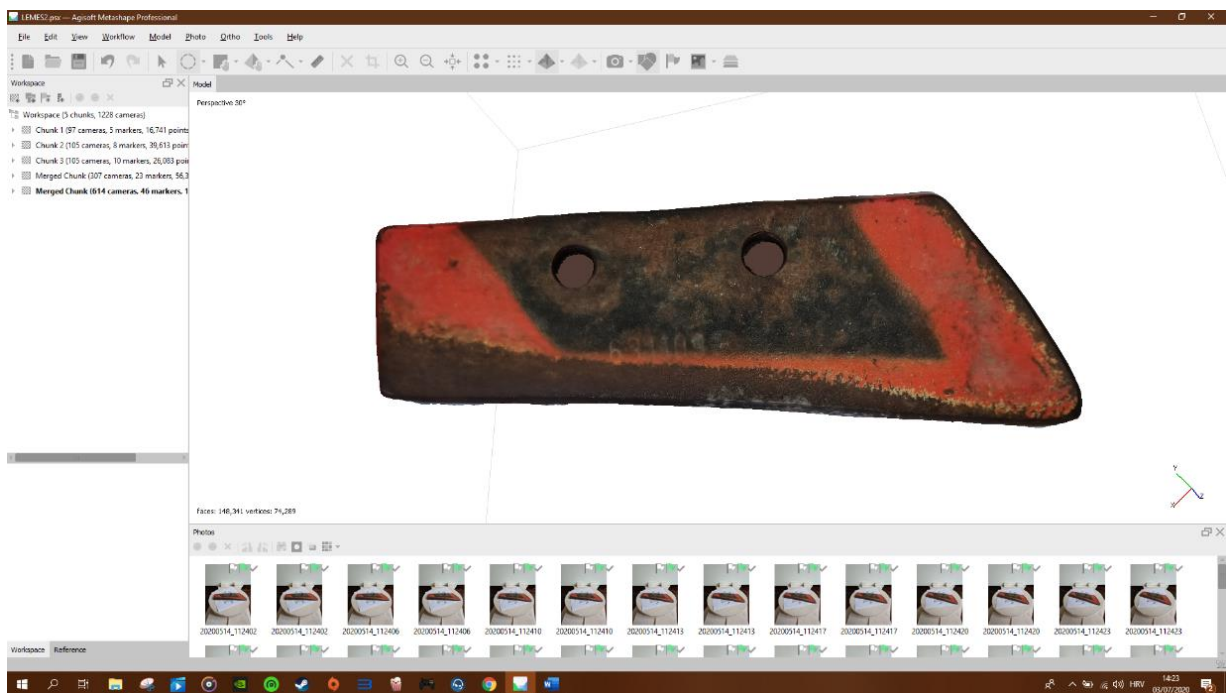 LEMES2.psx — Agisoft Metashape Professional
File Edit View Workflow Model Photo Ortho Tools Help
Workspace
Model
Perspective 30°
Workspace (5 chunks, 1228 cameras)
Chunk 1 (97 cameras, 5 markers, 16,741 points
Chunk 2 (105 cameras, 8 markers, 39,613 poin
Chunk 3 (105 cameras, 10 markers, 26,083 poi
Merged Chunk (307 cameras, 23 markers, 56,3
Merged Chunk (614 cameras, 46 markers, 1
Y
X
Z
faces: 148,341 vertices: 74,289
Photos
20200514_112402 20200514_112402 20200514_112406 20200514_112406 20200514_112410 20200514_112410 20200514_112413 20200514_112413 20200514_112417 20200514_112417 20200514_112420 20200514_112420 20200514_112423 20200514_112423
Workspace Reference
HRV
14:23
03/07/2020